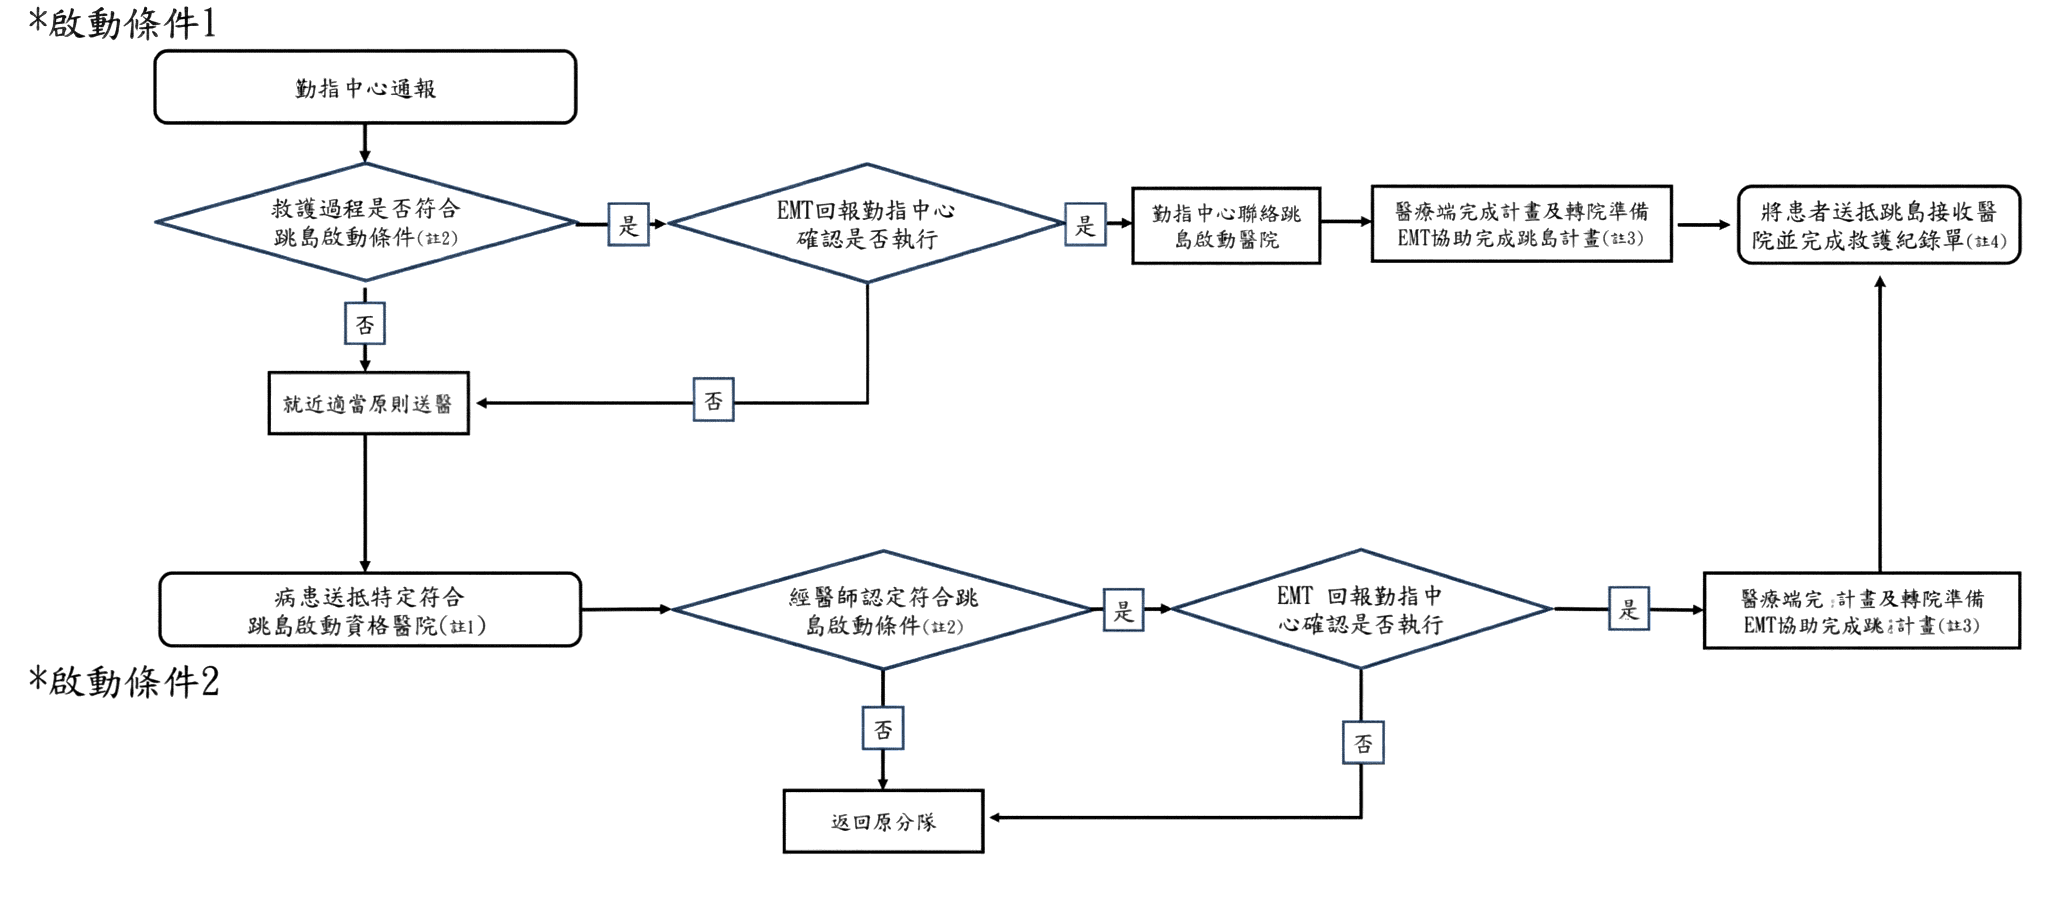 *啟動條件1
勤指中心通報
救護過程是否符合
跳島啟動條件(註2)
是
EMT回報勤指中心
確認是否執行
是
勤指中心聯絡跳
島啟動醫院
醫療端完成計畫及轉院準備
EMT協助完成跳島計畫(註3)
將患者送抵跳島接收醫
院並完成救護紀錄單(註4)
否
就近適當原則送醫
否
病患送抵特定符合
跳島啟動資格醫院(註1)
經醫師認定符合跳
島啟動條件(註2)
是
EMT 回報勤指中
心確認是否執行
是
醫療端完計畫及轉院準備
EMT協助完成跳計畫(註3)
*啟動條件2
否
否
返回原分隊